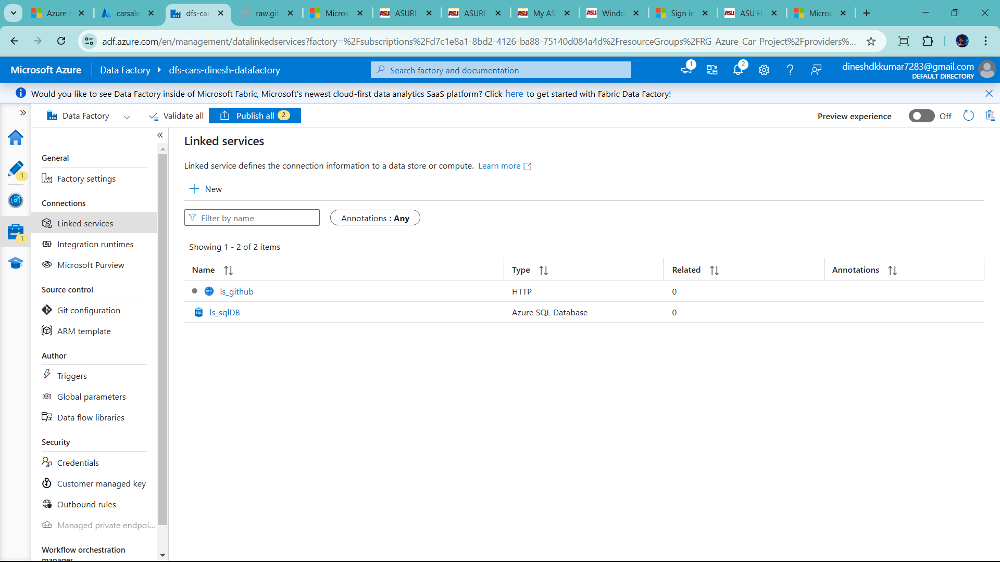 Azure
carsale
dfs-car
raw.git
Micros
ASURI
ASURI
My AS
Windo
Sign in
ASU H
Micros
adf.azure.com/en/management/datalinkedservices?factory=%2Fsubscriptions%2Fd7c1e8a1-8bd2-4126-ba88-75140d084a4d%2FresourceGroups%2FRG_Azure_Car_Project%2Fproviders%...
Microsoft Azure
Data Factory
dfs-cars-dinesh-datafactory
Search factory and documentation
1
2
dineshdkkumar7283@gmail.com
DEFAULT DIRECTORY
Would you like to see Data Factory inside of Microsoft Fabric, Microsoft's newest cloud-first data analytics SaaS platform? Click here to get started with Fabric Data Factory!
Data Factory
Validate all
Publish all 2
Preview experience
Off
1
1
General
Factory settings
Connections
Linked services
Integration runtimes
Microsoft Purview
Source control
Git configuration
ARM template
Author
Triggers
Global parameters
Data flow libraries
Security
Credentials
Customer managed key
Outbound rules
Managed private endpoi...
Workflow orchestration
manager
Linked services
Linked service defines the connection information to a data store or compute. Learn more
New
Filter by name
Annotations : Any
Showing 1 - 2 of 2 items
Name Type Related Annotations
ls_github HTTP 0
SQL ls_sqlDB Azure SQL Database 0